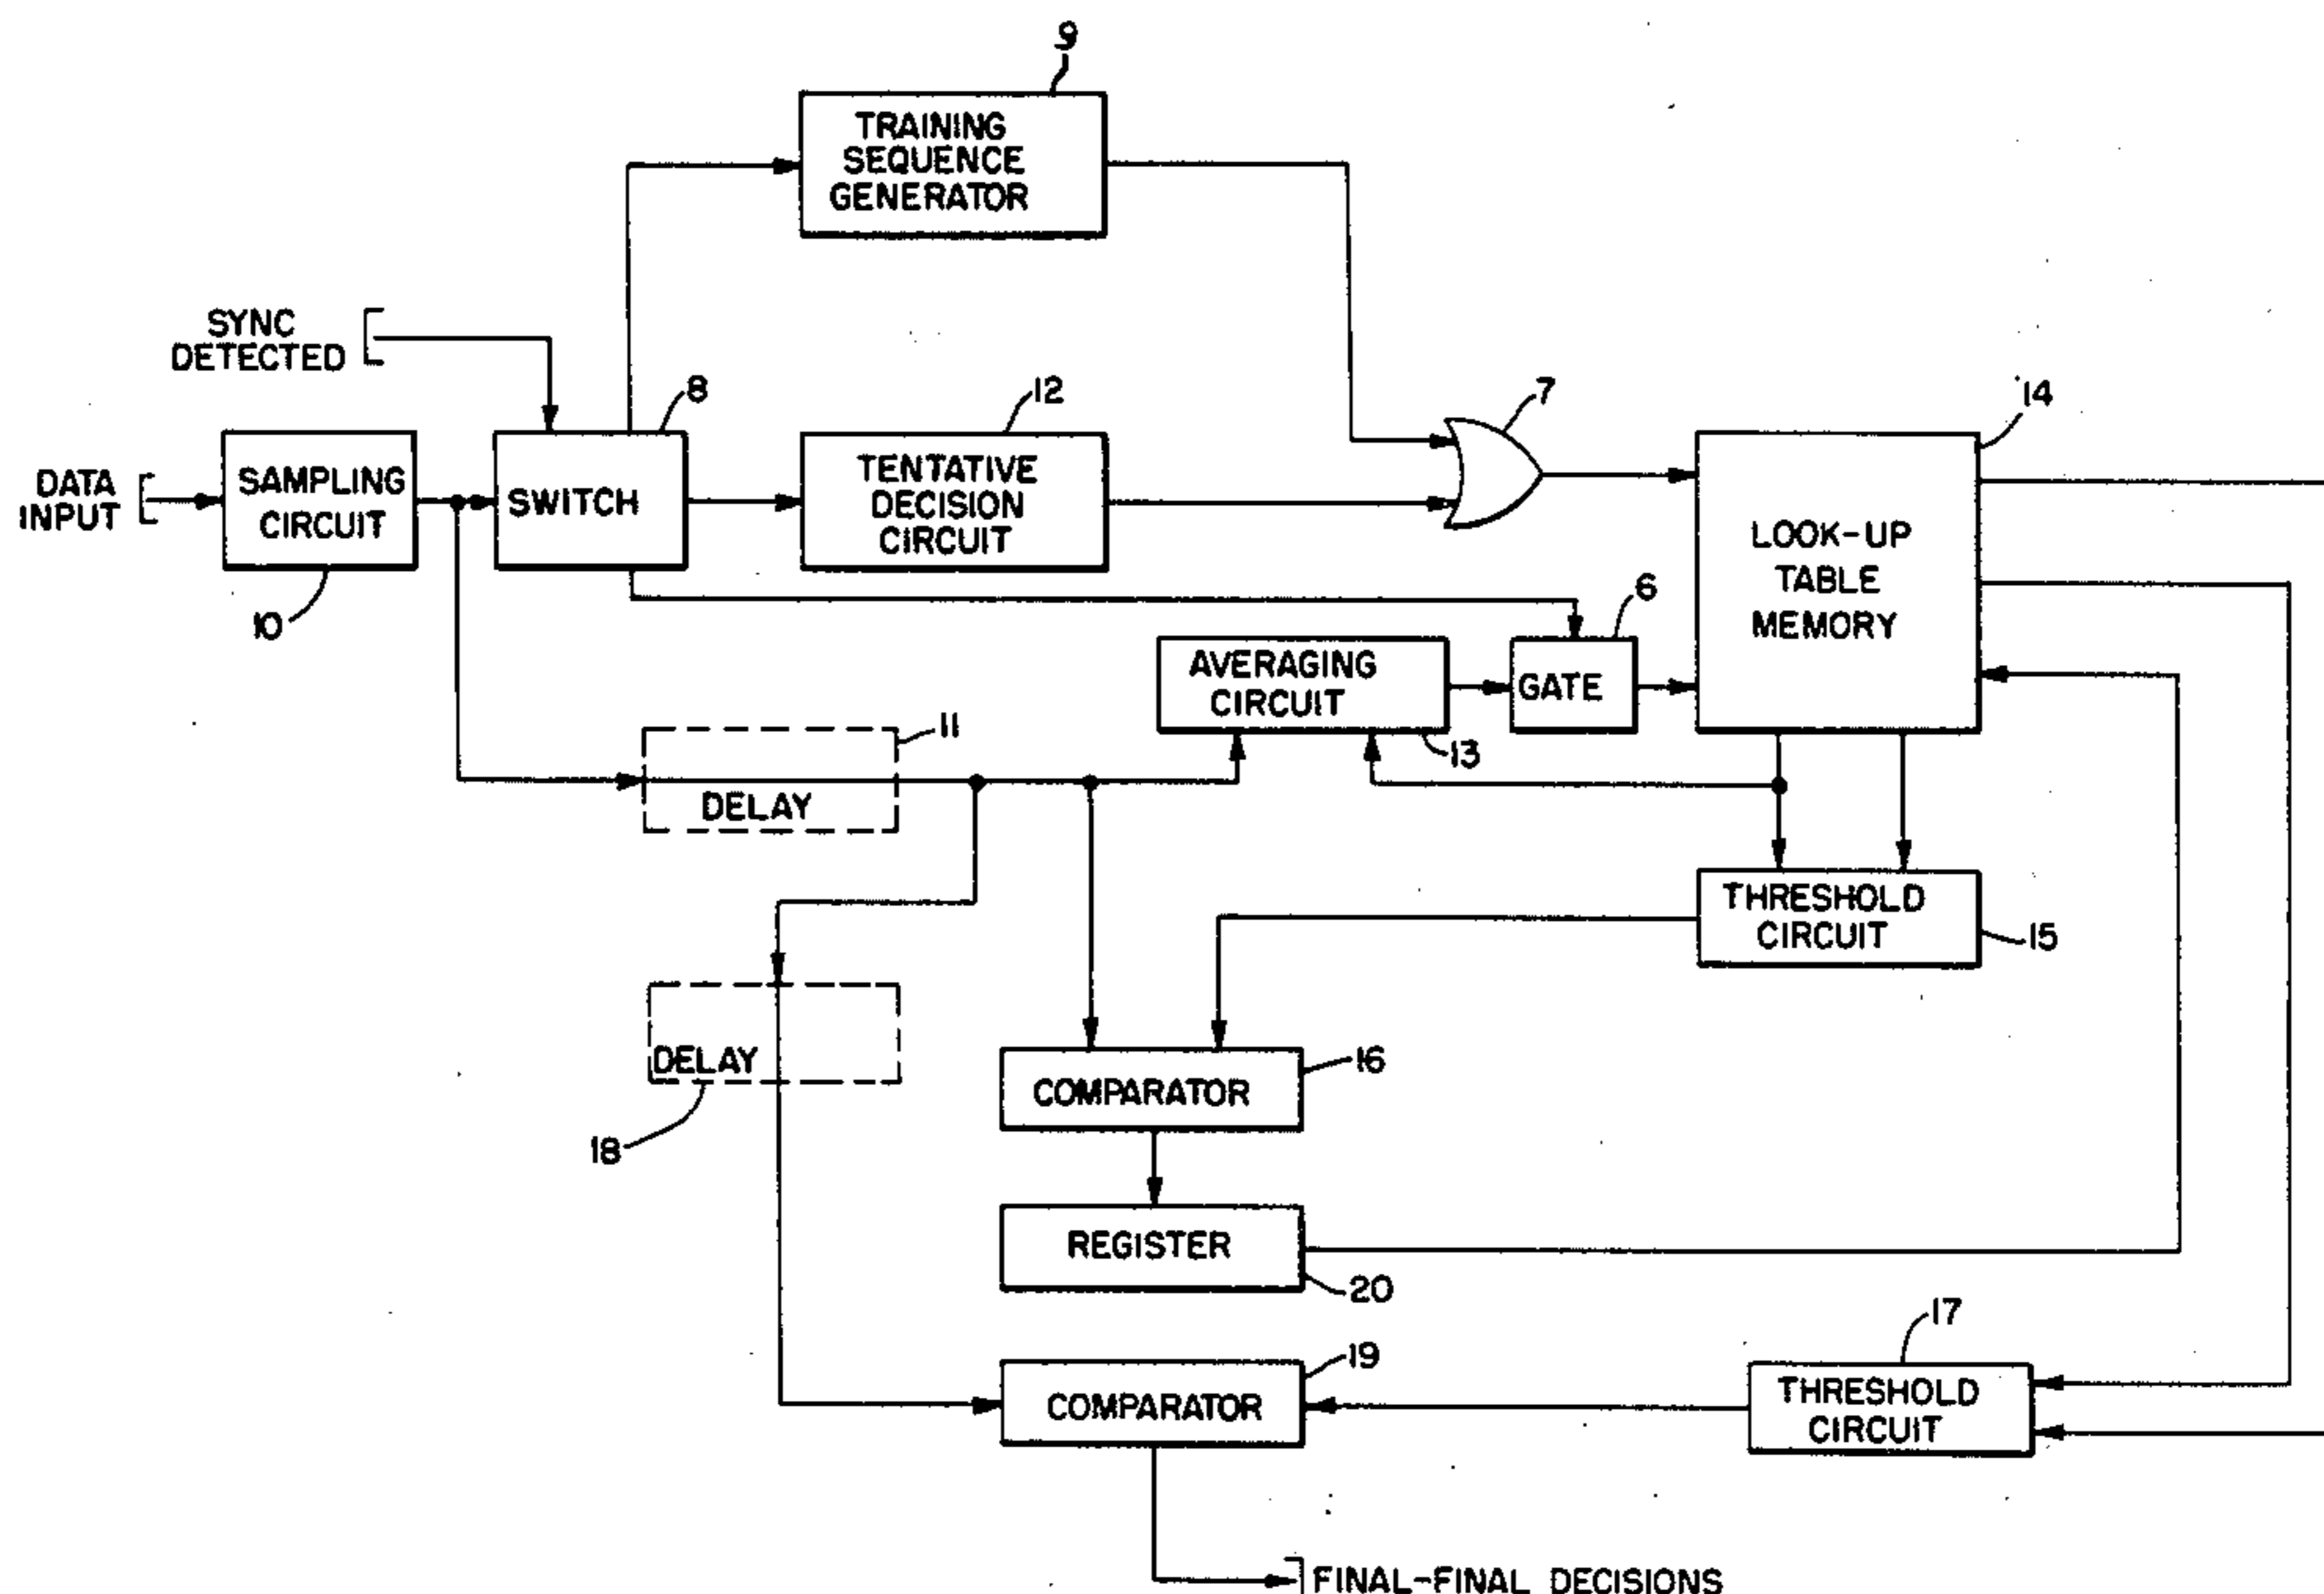 9
TRAINING
SEQUENCE
GENERATOR
SYNC
DETECTED
8
12
7
14
DATA
INPUT
SAMPLING
CIRCUIT
SWITCH
TENTATIVE
DECISION
CIRCUIT
LOOK-UP
TABLE
MEMORY
10
6
AVERAGING
CIRCUIT
GATE
11
13
DELAY
THRESHOLD
CIRCUIT
15
DELAY
16
COMPARATOR
18
REGISTER
20
17
19
COMPARATOR
THRESHOLD
CIRCUIT
FINAL-FINAL DECISIONS